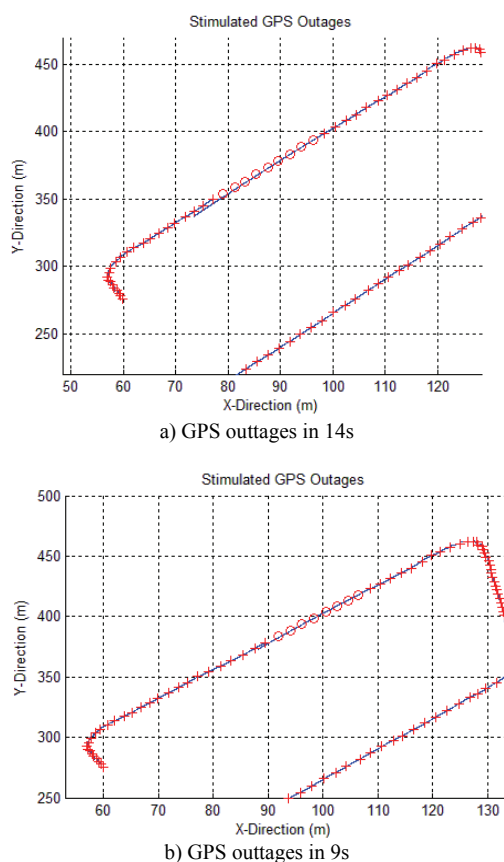 Stimulated GPS Outages
450
400
350
300
250
Y-Direction (m)
50 60 70 80 90 100 110 120
X-Direction (m)
a) GPS outtages in 14s
Stimulated GPS Outages
500
450
400
350
300
250
Y-Direction (m)
60 70 80 90 100 110 120 130
X-Direction (m)
b) GPS outtages in 9s